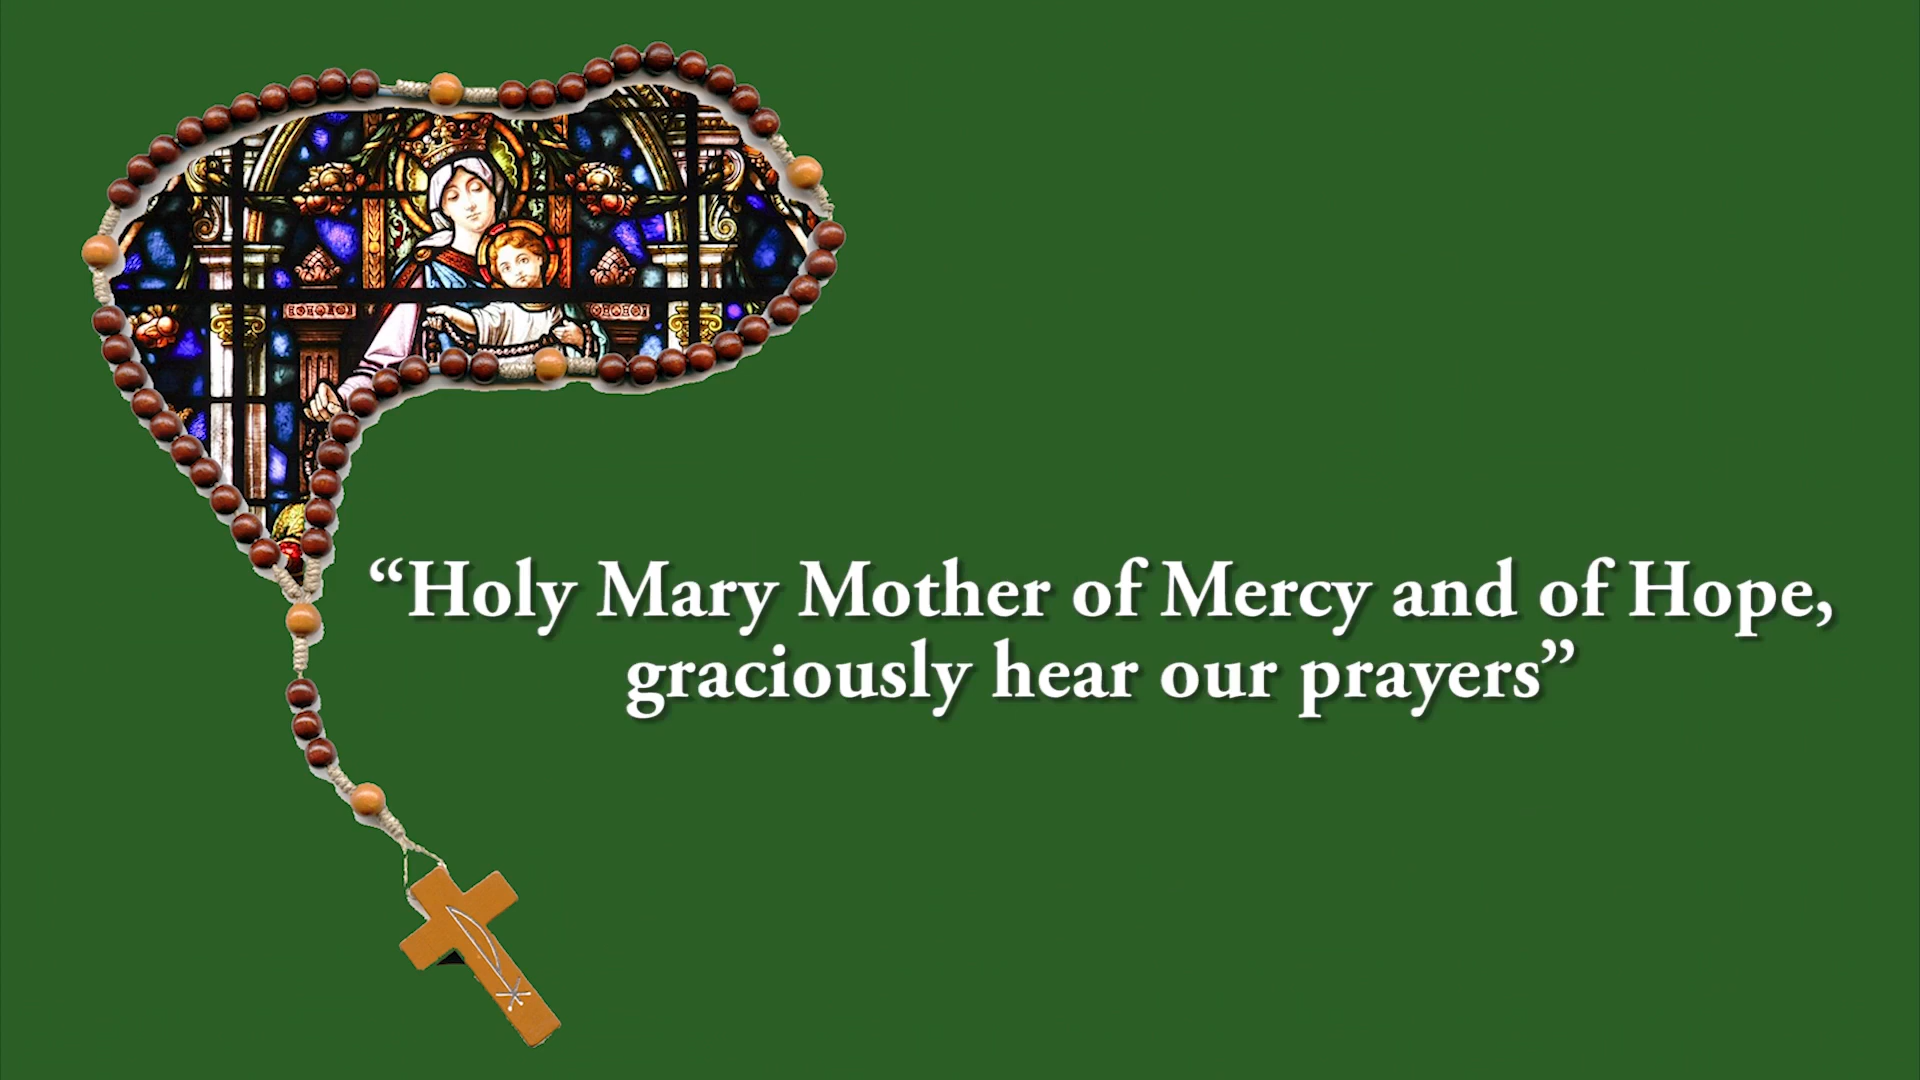 “Holy Mary Mother of Mercy and of Hope,
graciously hear our prayers”